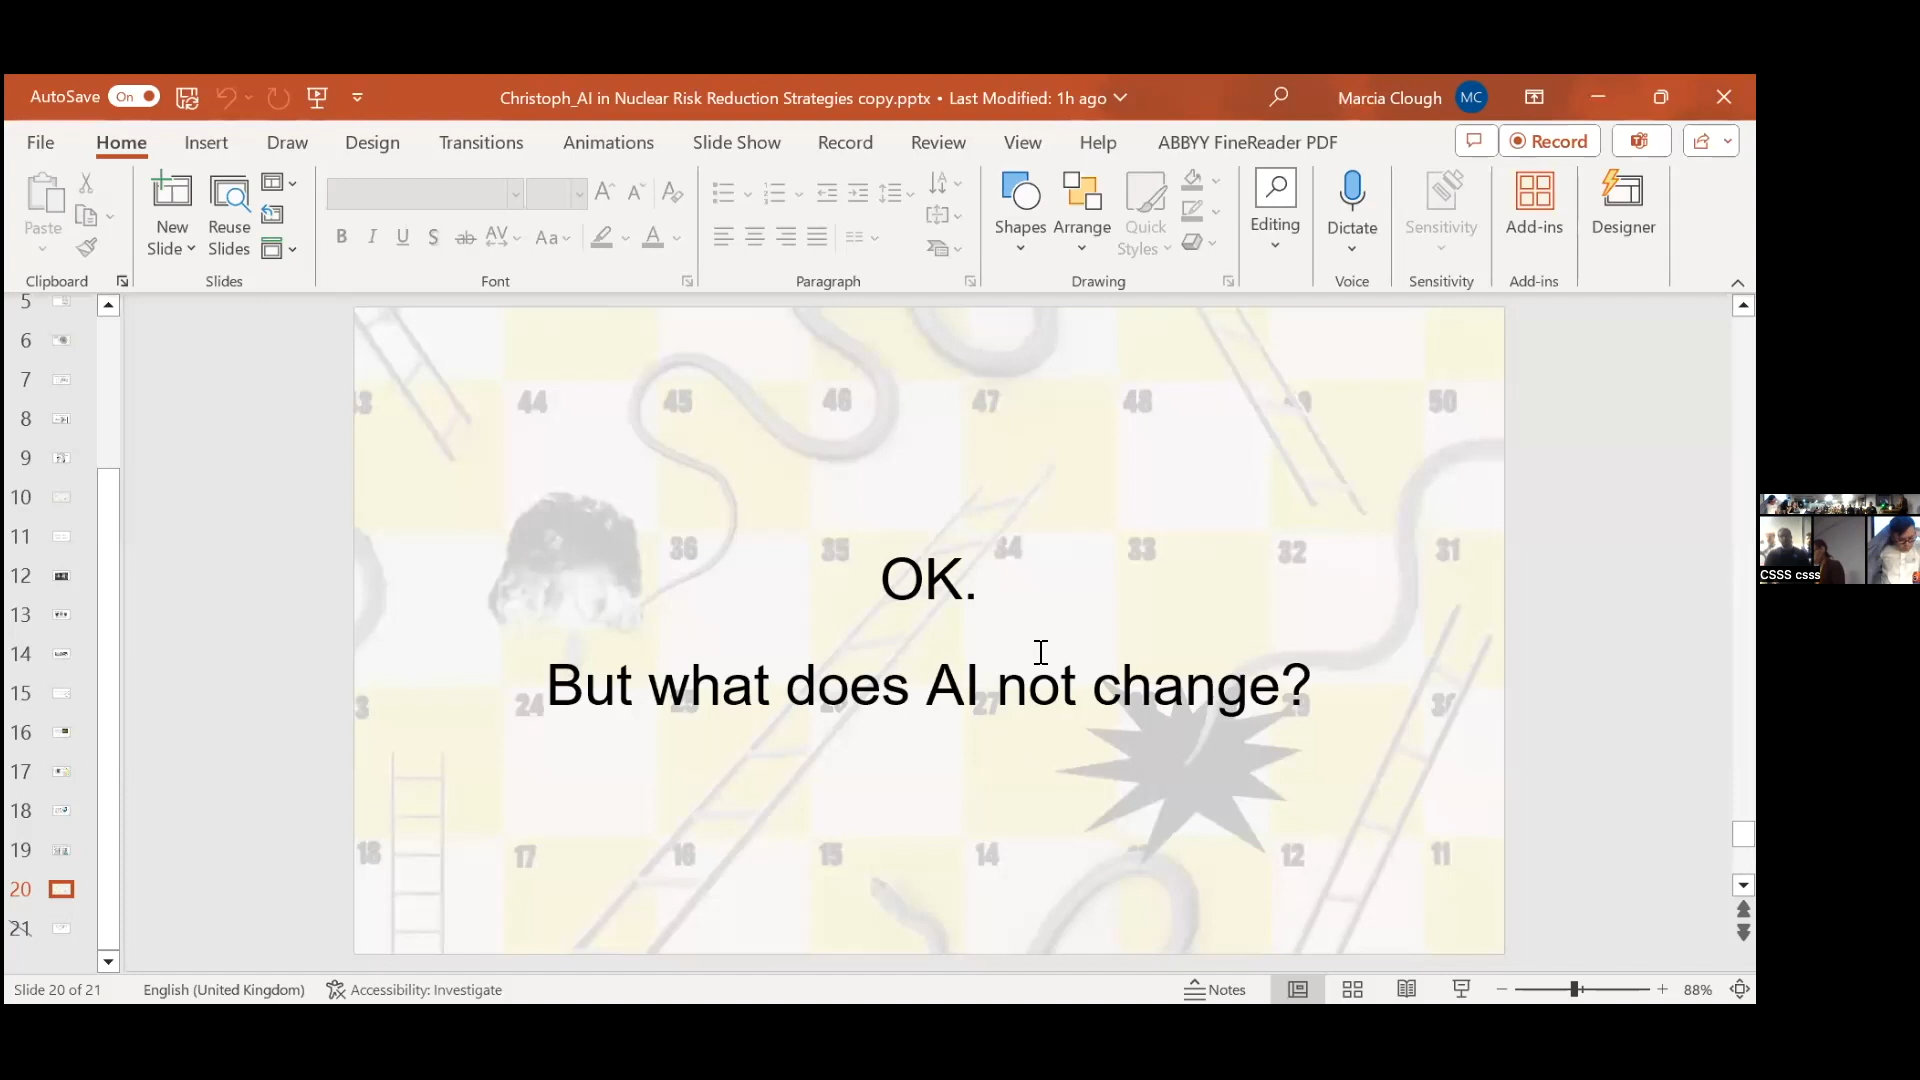 AutoSave On
Christoph_AI in Nuclear Risk Reduction Strategies copy.pptx • Last Modified: 1h ago
Marcia Clough MC
File Home Insert Draw Design Transitions Animations Slide Show Record Review View Help ABBYY FineReader PDF
Record
Paste
New Slide
Reuse Slides
B I U S ab AV Aa A
Shapes
Arrange
Quick Styles
Editing
Dictate
Sensitivity
Add-ins
Designer
Clipboard Slides Font Paragraph Drawing Voice Sensitivity Add-ins
5
6
7
8
9
10
11
12
13
14
15
16
17
18
19
20
21
44 45 46 47 48 50
36 35 34 33 32 31
OK.
But what does AI not change?
24 27 29
18 17 16 15 14 12 11
CSSS csss
Slide 20 of 21
English (United Kingdom)
Accessibility: Investigate
Notes
88%